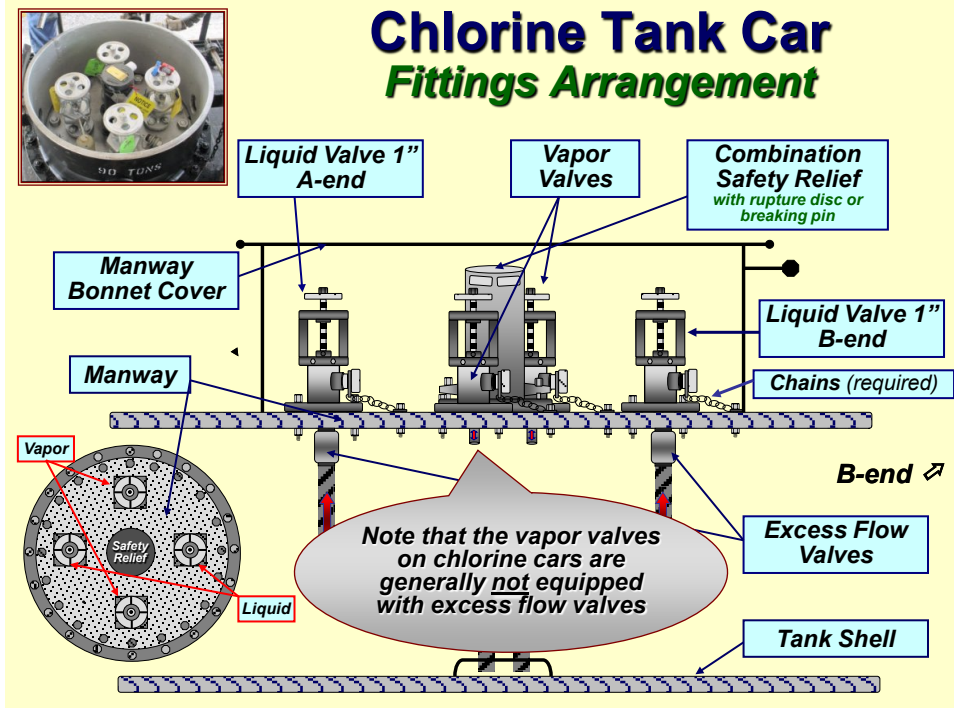 Chlorine Tank Car
Fittings Arrangement
NOTICE
90 TONS
Liquid Valve 1”
A-end
Vapor
Valves
Combination
Safety Relief
with rupture disc or
breaking pin
Manway
Bonnet Cover
Liquid Valve 1”
B-end
Manway
Chains (required)
Vapor
B-end
Safety
Relief
Liquid
Note that the vapor valves
on chlorine cars are
generally not equipped
with excess flow valves
Excess Flow
Valves
Tank Shell